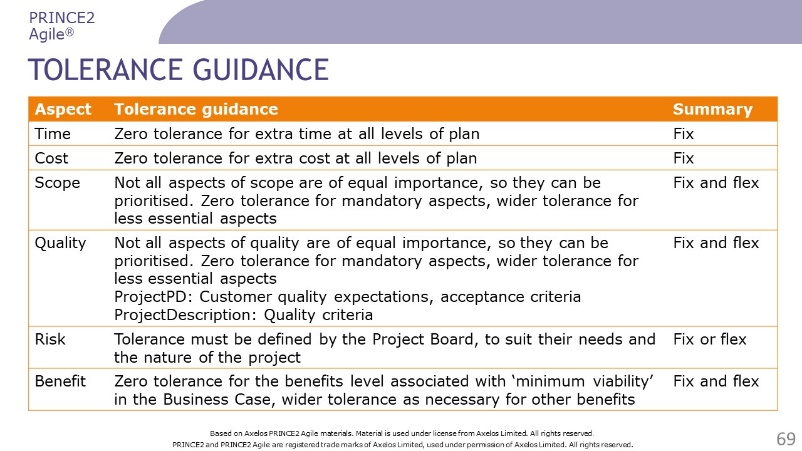 PRINCE2
Agile®
TOLERANCE GUIDANCE
Aspect Tolerance guidance Summary
Time Zero tolerance for extra time at all levels of plan Fix
Cost Zero tolerance for extra cost at all levels of plan Fix
Scope Not all aspects of scope are of equal importance, so they can be Fix and flex
prioritised. Zero tolerance for mandatory aspects, wider tolerance for
less essential aspects
Quality Not all aspects of quality are of equal importance, so they can be Fix and flex
prioritised. Zero tolerance for mandatory aspects, wider tolerance for
less essential aspects
ProjectPD: Customer quality expectations, acceptance criteria
ProjectDescription: Quality criteria
Risk Tolerance must be defined by the Project Board, to suit their needs and Fix or flex
the nature of the project
Benefit Zero tolerance for the benefits level associated with ‘minimum viability’ Fix and flex
in the Business Case, wider tolerance as necessary for other benefits
Based on Axelos PRINCE2 Agile materials. Material is used under license from Axelos Limited. All rights reserved
PRINCE2 and PRINCE2 Agile are registered trade marks of Axelos Limited, used under permission of Axelos Limited. All rights reserved.
69